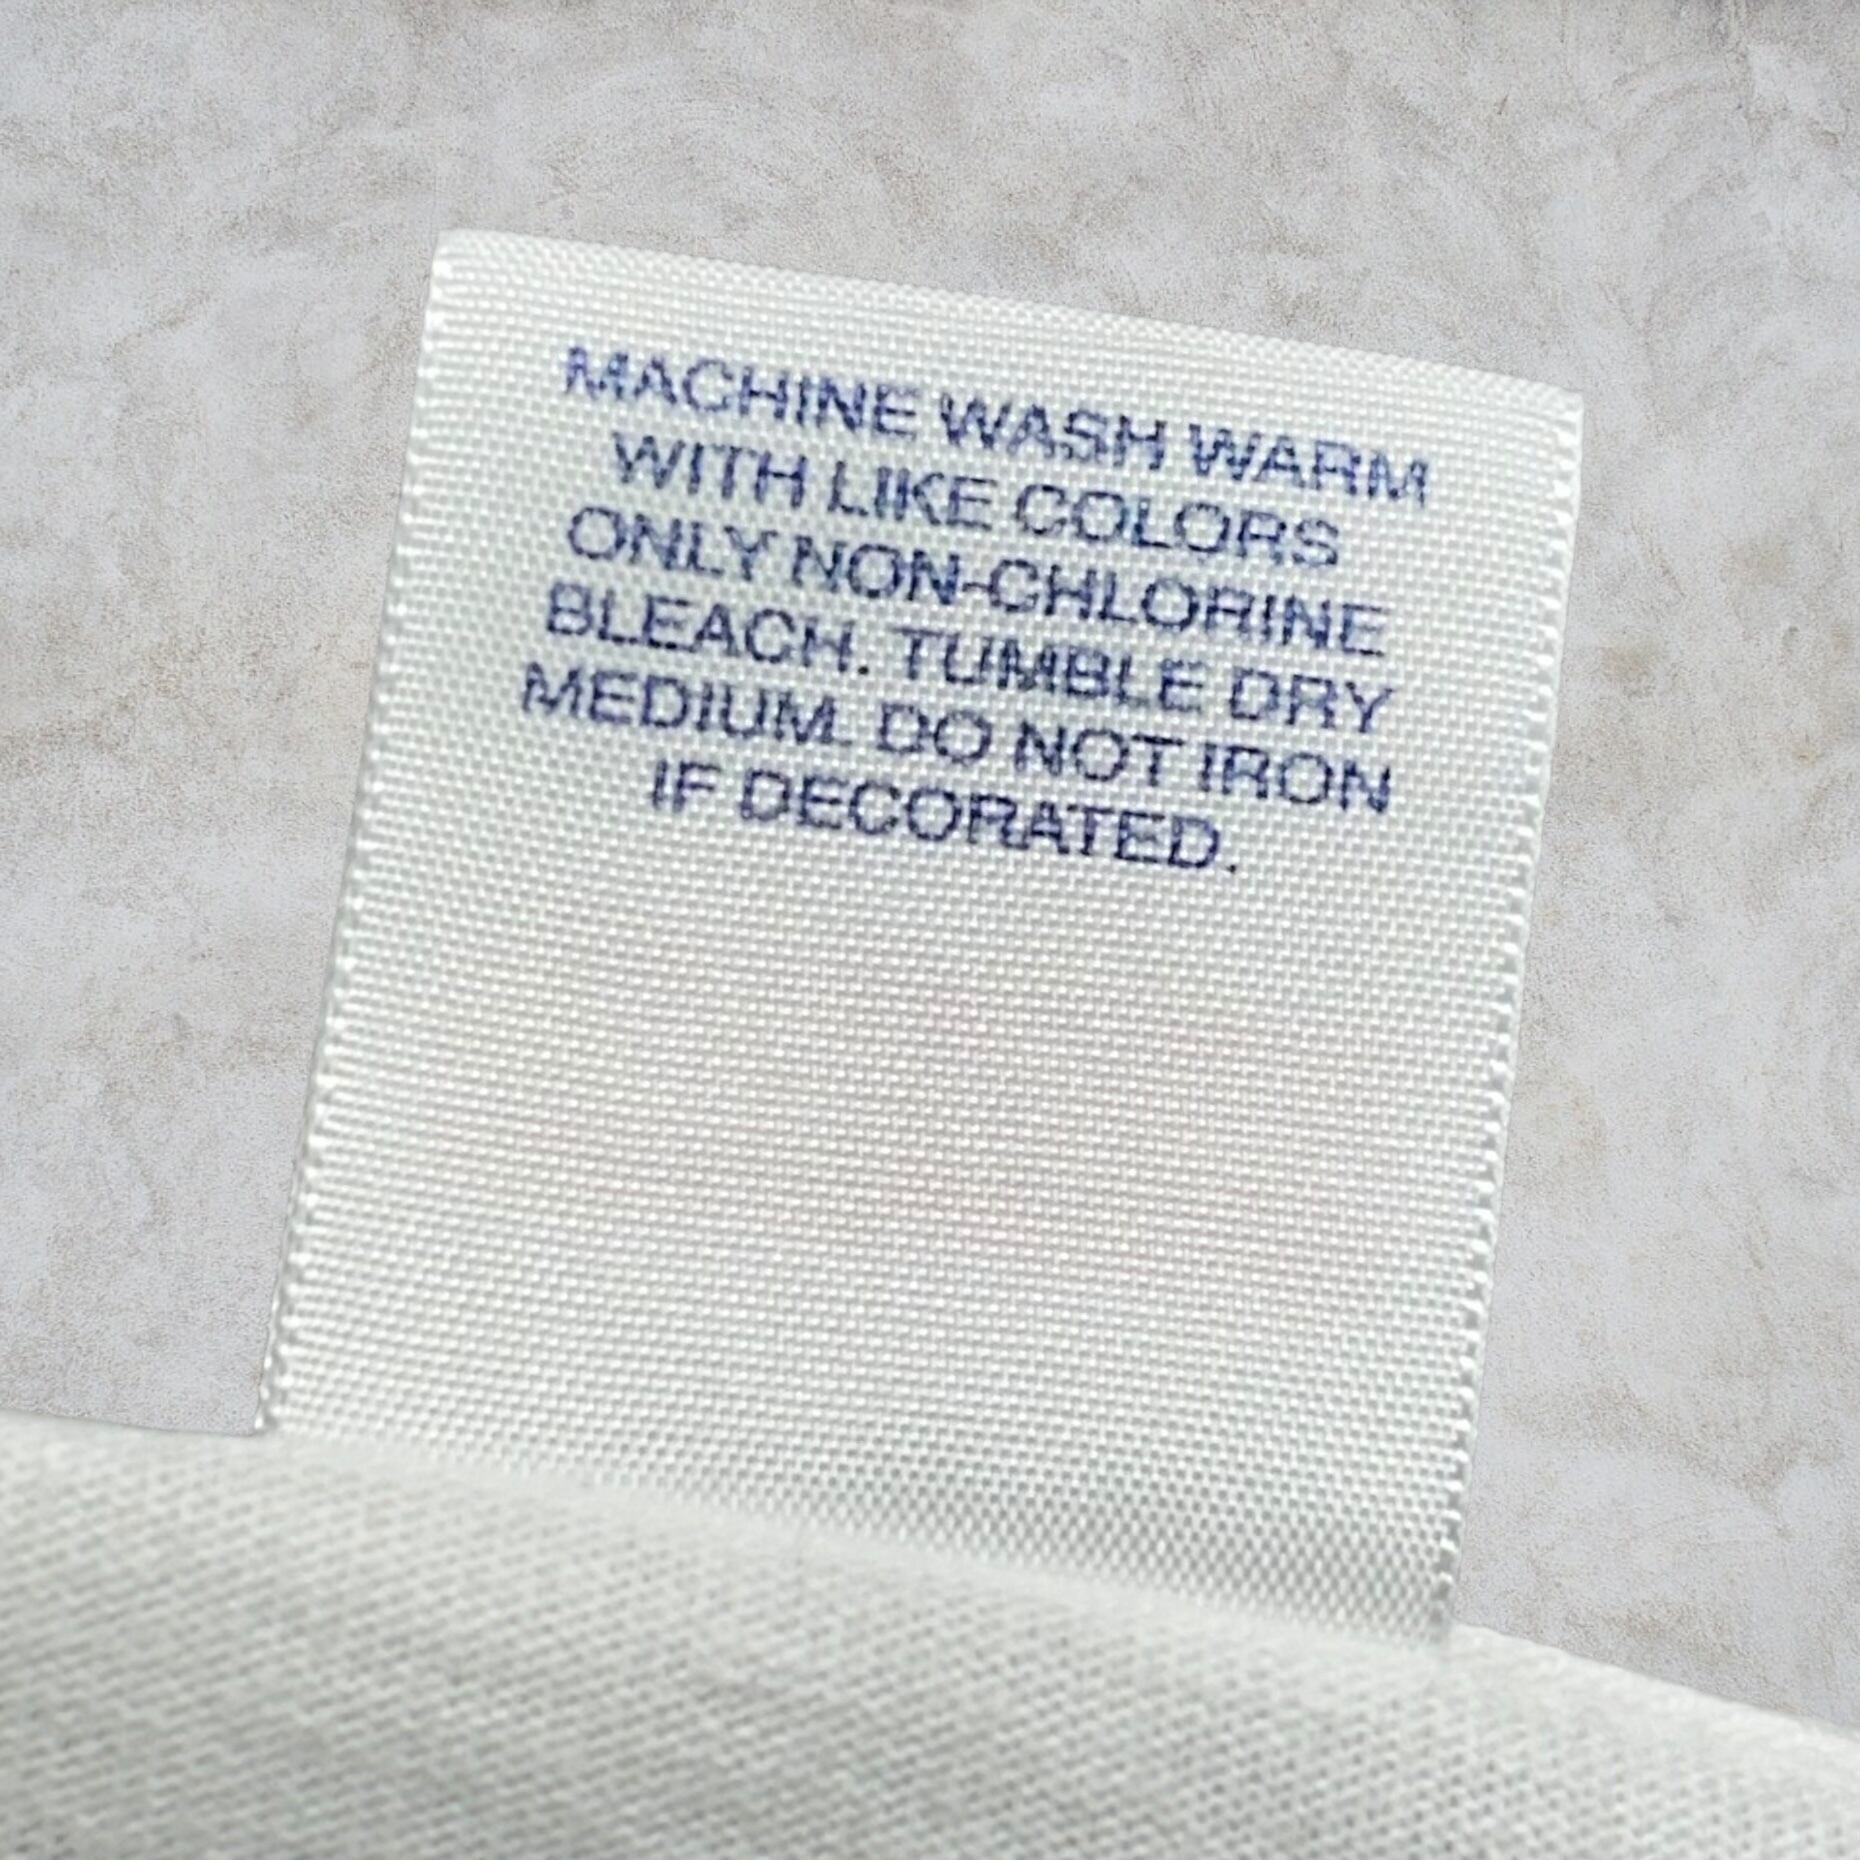 MACHINE WASH WARM
WITH LIKE COLORS
ONLY NON-CHLORINE
BLEACH. TUMBLE DRY
MEDIUM. DO NOT IRON
IF DECORATED.